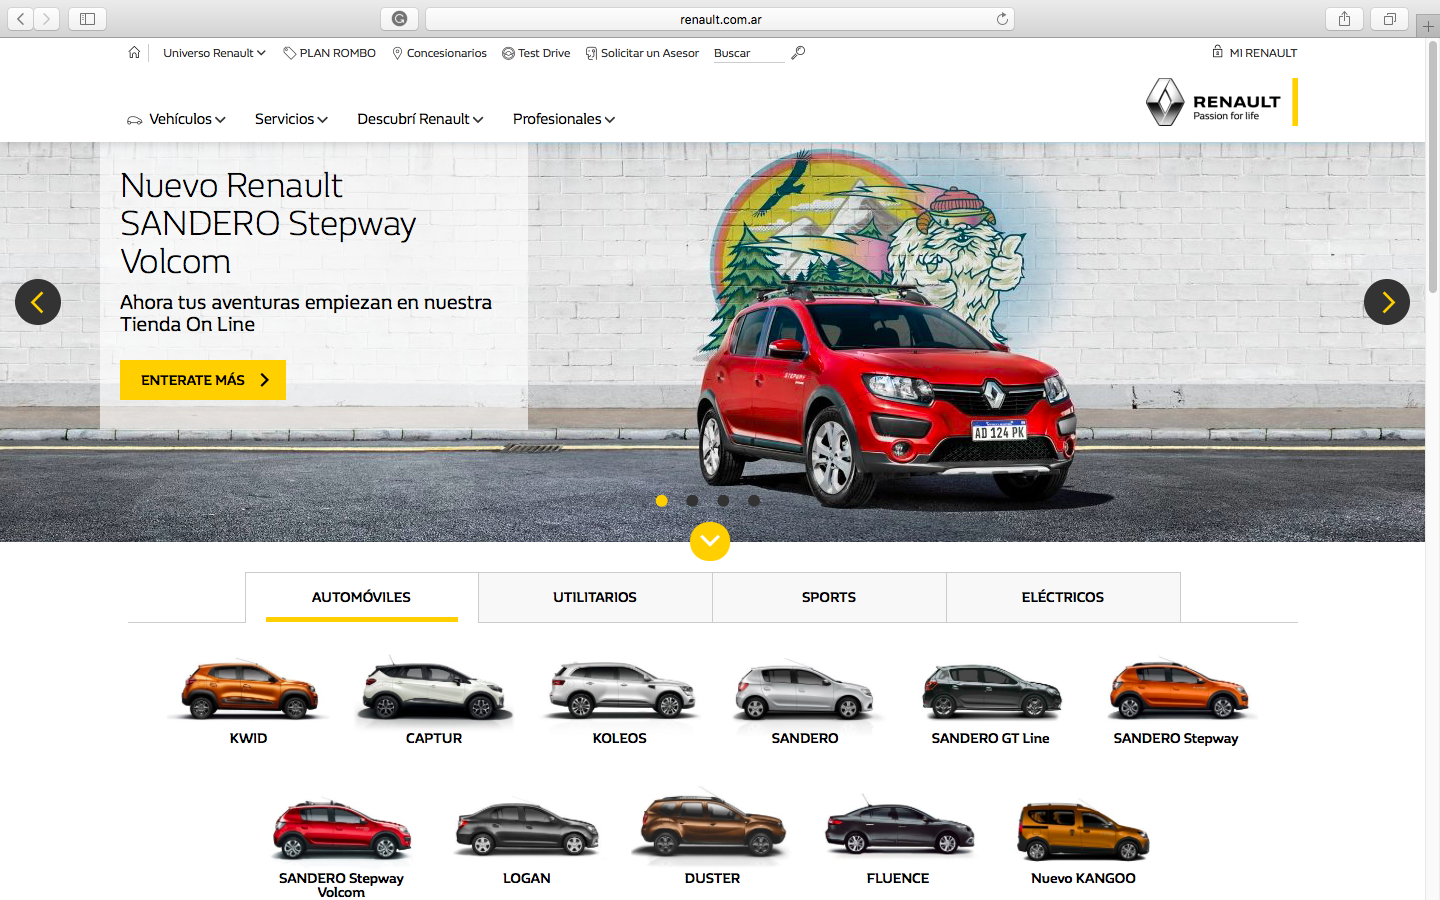 renault.com.ar
Universo Renault
PLAN ROMBO
Concesionarios
Test Drive
Solicitar un Asesor
Buscar
MI RENAULT
Vehículos
Servicios
Descubrí Renault
Profesionales
RENAULT
Passion for life
Nuevo Renault
SANDERO Stepway
Volcom
Ahora tus aventuras empiezan en nuestra
Tienda On Line
ENTERATE MÁS
STEPWAY
AD 124 PK
AUTOMÓVILES
UTILITARIOS
SPORTS
ELÉCTRICOS
KWID
CAPTUR
KOLEOS
SANDERO
SANDERO GT Line
SANDERO Stepway
SANDERO Stepway
Volcom
LOGAN
DUSTER
FLUENCE
Nuevo KANGOO